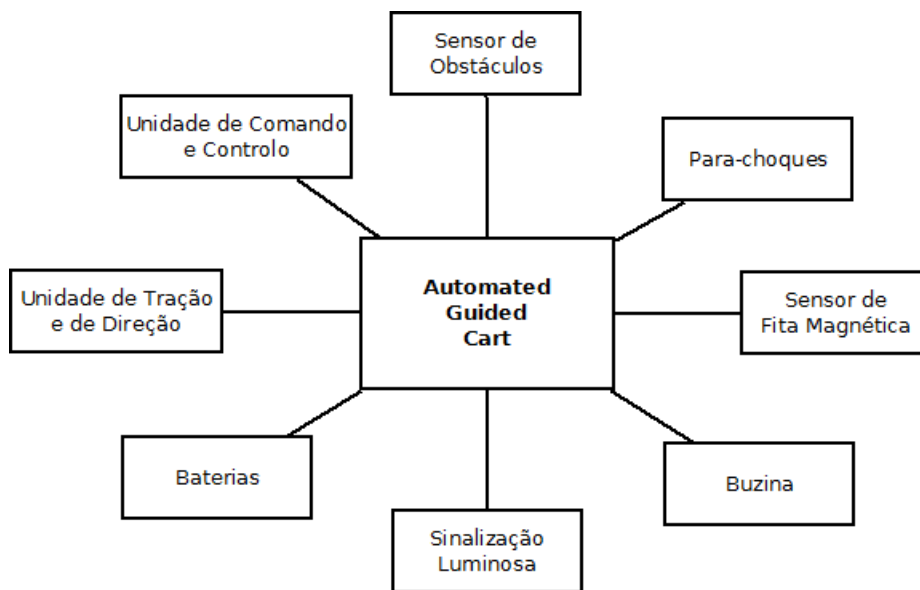 Sensor de
Obstáculos
Unidade de Comando
e Controlo
Para-choques
Automated
Guided
Cart
Unidade de Tração
e de Direção
Sensor de
Fita Magnética
Baterias
Buzina
Sinalização
Luminosa